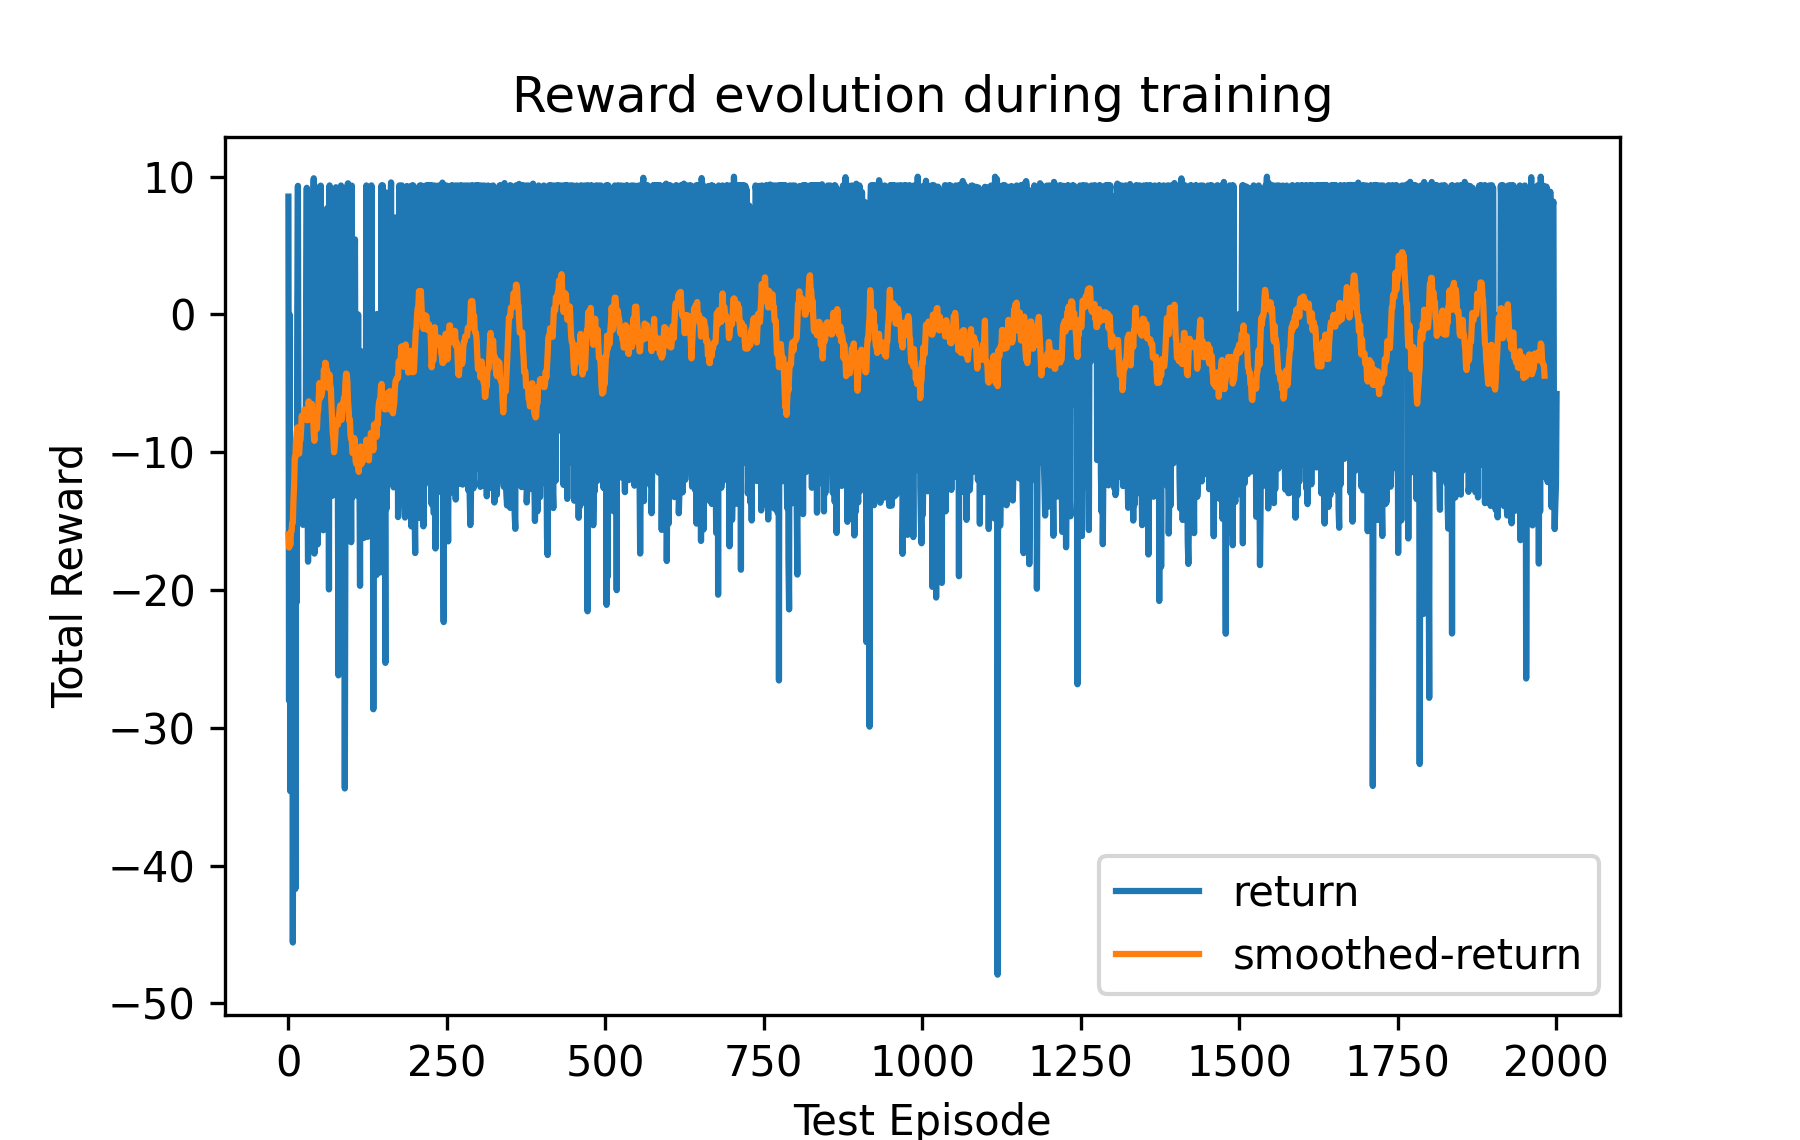 Reward evolution during training
Total Reward
10
0
−10
−20
−30
−40
−50
return
smoothed-return
0 250 500 750 1000 1250 1500 1750 2000
Test Episode